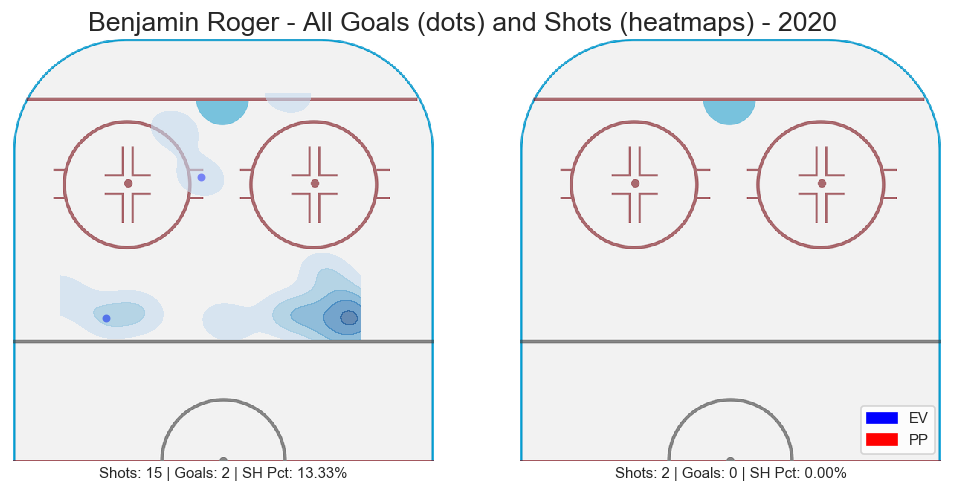 Benjamin Roger - All Goals (dots) and Shots (heatmaps) - 2020
EV
PP
Shots: 15 | Goals: 2 | SH Pct: 13.33%
Shots: 2 | Goals: 0 | SH Pct: 0.00%